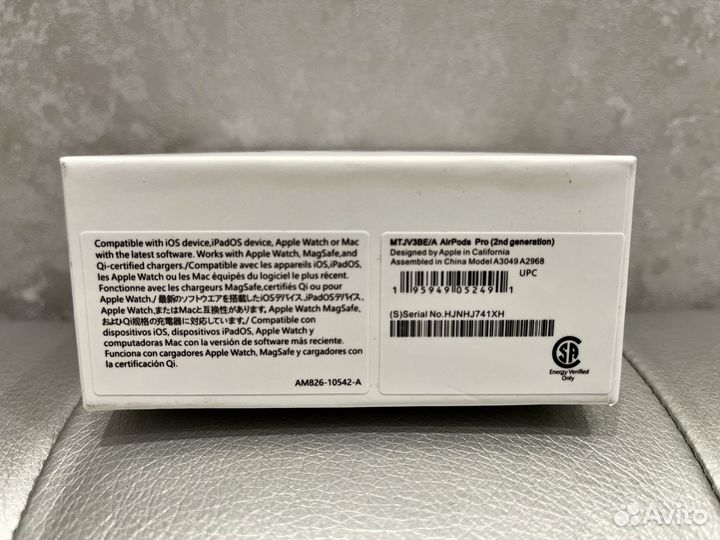 Compatible with iOS device,iPadOS device, Apple Watch or Mac
with the latest software. Works with Apple Watch, MagSafe,and
Qi-certified chargers./Compatible avec les appareils iOS,iPadOS,
les Apple Watch ou les Mac équipés du logiciel le plus récent.
Fonctionne avec les chargeurs MagSafe,certifiés Qi ou pour
Apple Watch./ 最新のソフトウエアを搭載したiOSデバイス、iPadOSデバイス,
Apple Watch,またはMacと互換性があります。Apple Watch MagSafe,
およびQi規格の充電器に対応しています。/ Compatible con
dispositivos iOS, dispositivos iPadOS, Apple Watch y
computadoras Mac con la versión de software más reciente.
Funciona con cargadores Apple Watch, MagSafe y cargadores con
la certificación Qi.
AM826-10542-A
MTJV3BE/A AirPods Pro (2nd generation)
Designed by Apple in California
Assembled in China Model A3049 A2968
UPC
1 95949 05249 1
(S)Serial No.HJNHJ741XH
Energy Verified
Only
Avito